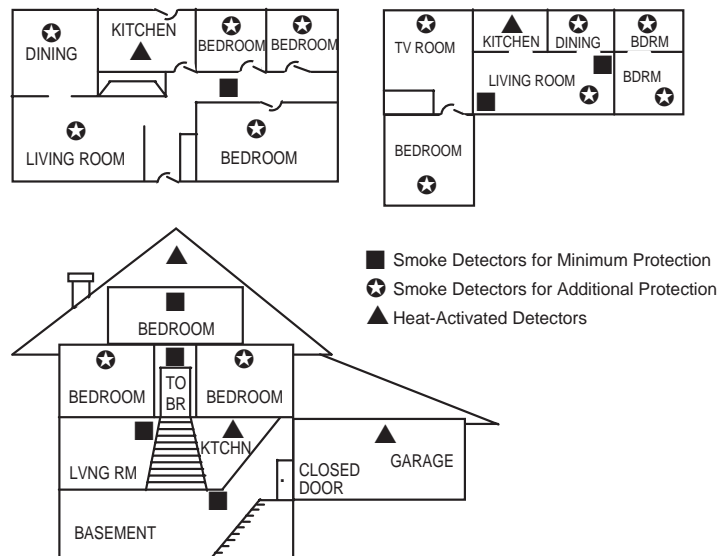 KITCHEN
DINING
BEDROOM
BEDROOM
LIVING ROOM
BEDROOM
TV ROOM
KITCHEN
DINING
BDRM
LIVING ROOM
BDRM
BEDROOM
Smoke Detectors for Minimum Protection
Smoke Detectors for Additional Protection
Heat-Activated Detectors
BEDROOM
BEDROOM
TO
BR
BEDROOM
LVNG RM
KTCHN
CLOSED
DOOR
GARAGE
BASEMENT